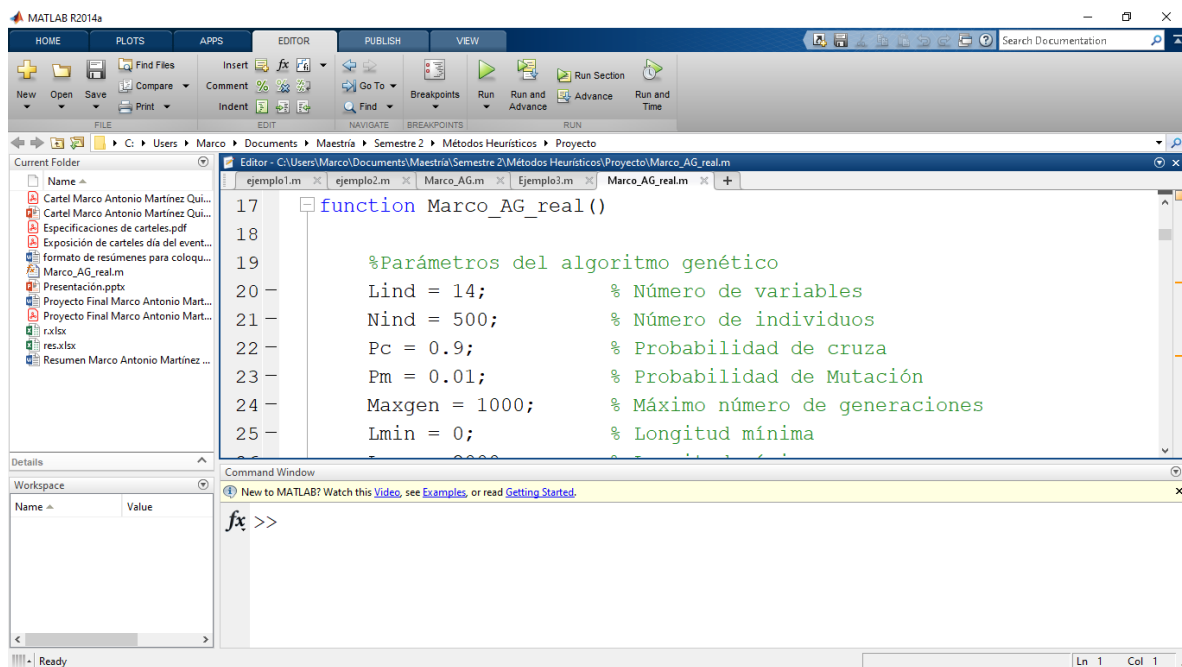 MATLAB R2014a
HOME PLOTS APPS EDITOR PUBLISH VIEW
Search Documentation
New Open Save
Find Files
Compare
Print
FILE
Insert fx
Comment
Indent
EDIT
Go To
Find
NAVIGATE
Breakpoints
BREAKPOINTS
Run
Run and Advance
Run Section
Advance
Run and Time
RUN
C: Users Marco Documents Maestría Semestre 2 Métodos Heurísticos Proyecto
Current Folder
Name
Cartel Marco Antonio Martínez Qui...
Cartel Marco Antonio Martínez Qui...
Especificaciones de carteles.pdf
Exposición de carteles día del event...
formato de resúmenes para coloqu...
Marco_AG_real.m
Presentación.pptx
Proyecto Final Marco Antonio Mart...
Proyecto Final Marco Antonio Mart...
r.xlsx
res.xlsx
Resumen Marco Antonio Martínez ...
Details
Workspace
Name Value
Editor - C:\Users\Marco\Documents\Maestría\Semestre 2\Métodos Heurísticos\Proyecto\Marco_AG_real.m
ejemplo1.m ejemplo2.m Marco_AG.m Ejemplo3.m Marco_AG_real.m +
17 function Marco_AG_real()
18
19 %Parámetros del algoritmo genético
20 Lind = 14; % Número de variables
21 Nind = 500; % Número de individuos
22 Pc = 0.9; % Probabilidad de cruza
23 Pm = 0.01; % Probabilidad de Mutación
24 Maxgen = 1000; % Máximo número de generaciones
25 Lmin = 0; % Longitud mínima
Command Window
New to MATLAB? Watch this Video, see Examples, or read Getting Started.
fx >>
Ready
Ln 1 Col 1